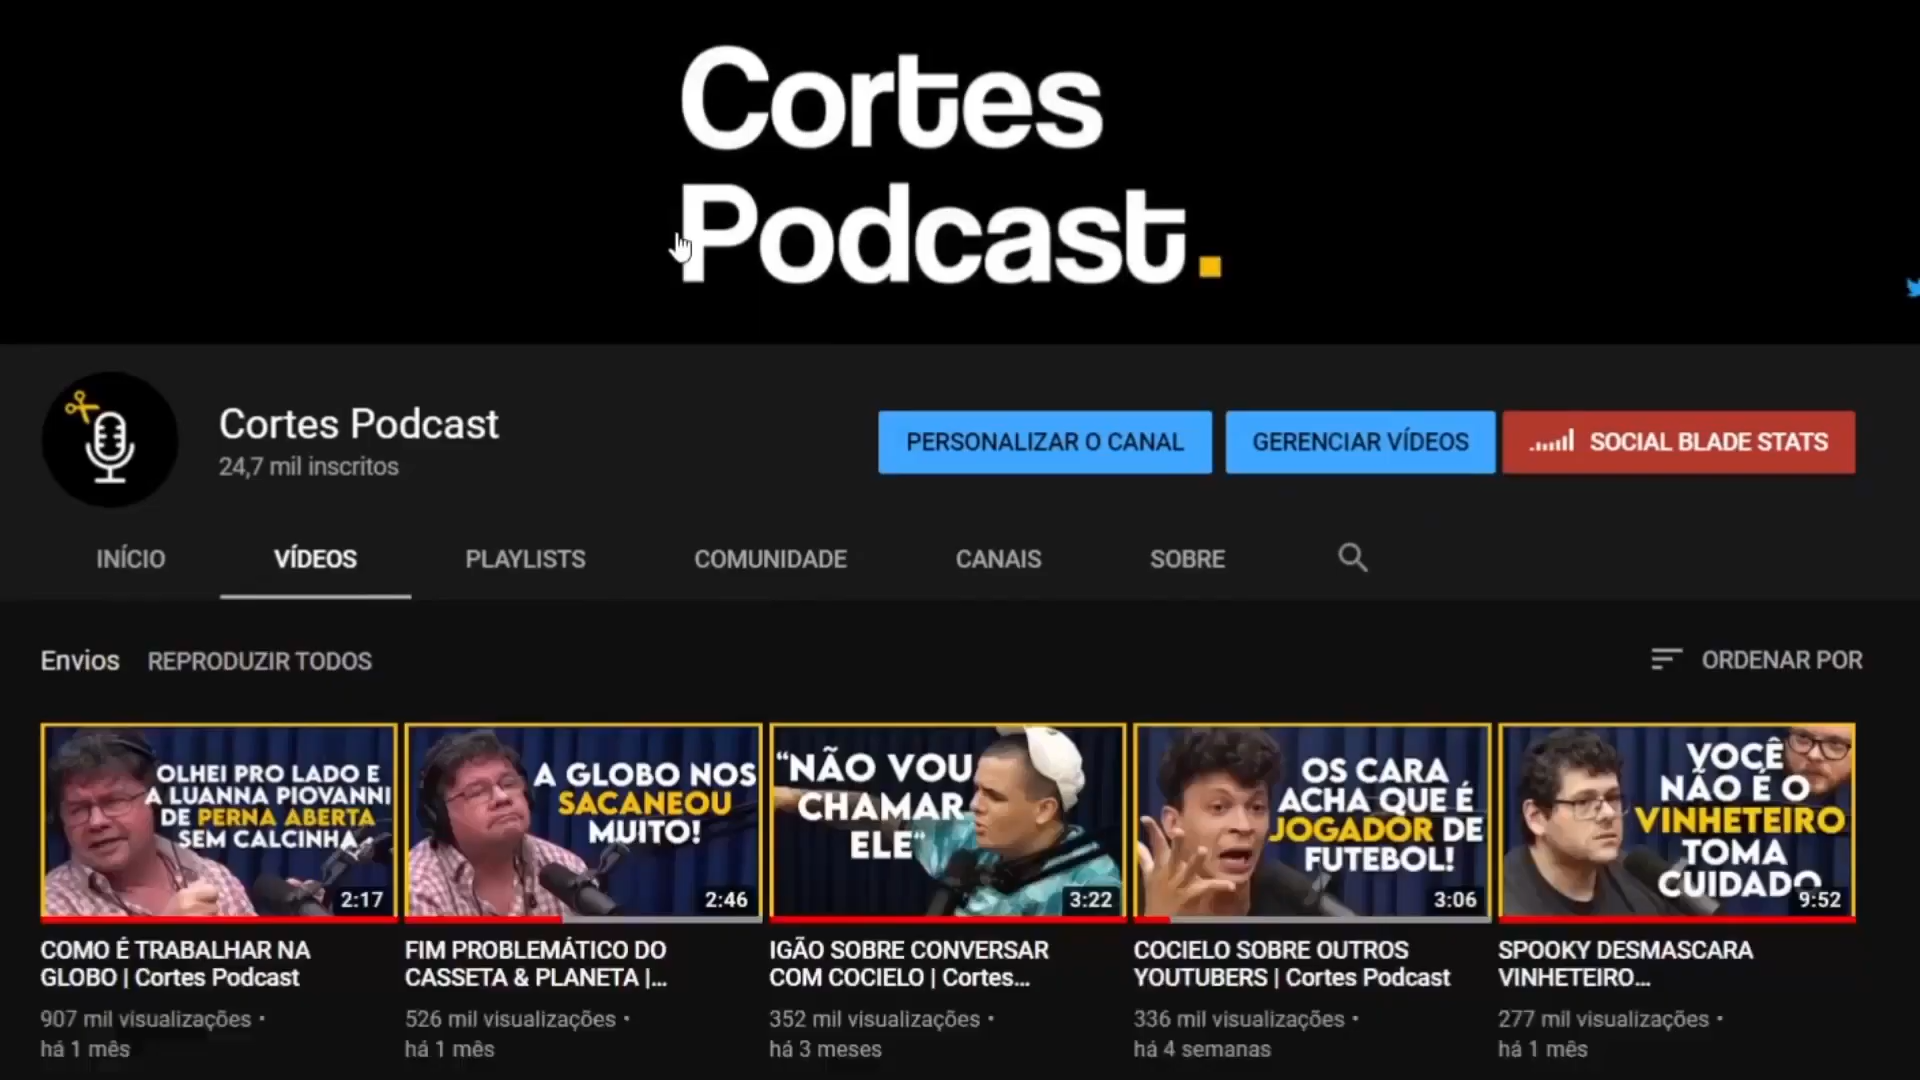 Cortes
Podcast.
Cortes Podcast
24,7 mil inscritos
PERSONALIZAR O CANAL
GERENCIAR VÍDEOS
SOCIAL BLADE STATS
INÍCIO
VÍDEOS
PLAYLISTS
COMUNIDADE
CANAIS
SOBRE
Envios
REPRODUZIR TODOS
ORDENAR POR
OLHEI PRO LADO E
A LUANNA PIOVANNI
DE PERNA ABERTA
SEM CALCINHA
2:17
COMO É TRABALHAR NA
GLOBO | Cortes Podcast
907 mil visualizações •
há 1 mês
A GLOBO NOS
SACANEOU
MUITO!
2:46
FIM PROBLEMÁTICO DO
CASSETA & PLANETA |...
526 mil visualizações •
há 1 mês
“NÃO VOU
CHAMAR
ELE“
3:22
IGÃO SOBRE CONVERSAR
COM COCIELO | Cortes...
352 mil visualizações •
há 3 meses
OS CARA
ACHA QUE É
JOGADOR DE
FUTEBOL!
3:06
COCIELO SOBRE OUTROS
YOUTUBERS | Cortes Podcast
336 mil visualizações •
há 4 semanas
VOCÊ
NÃO É O
VINHETEIRO
TOMA
CUIDADO
9:52
SPOOKY DESMASCARA
VINHETEIRO...
277 mil visualizações •
há 1 mês